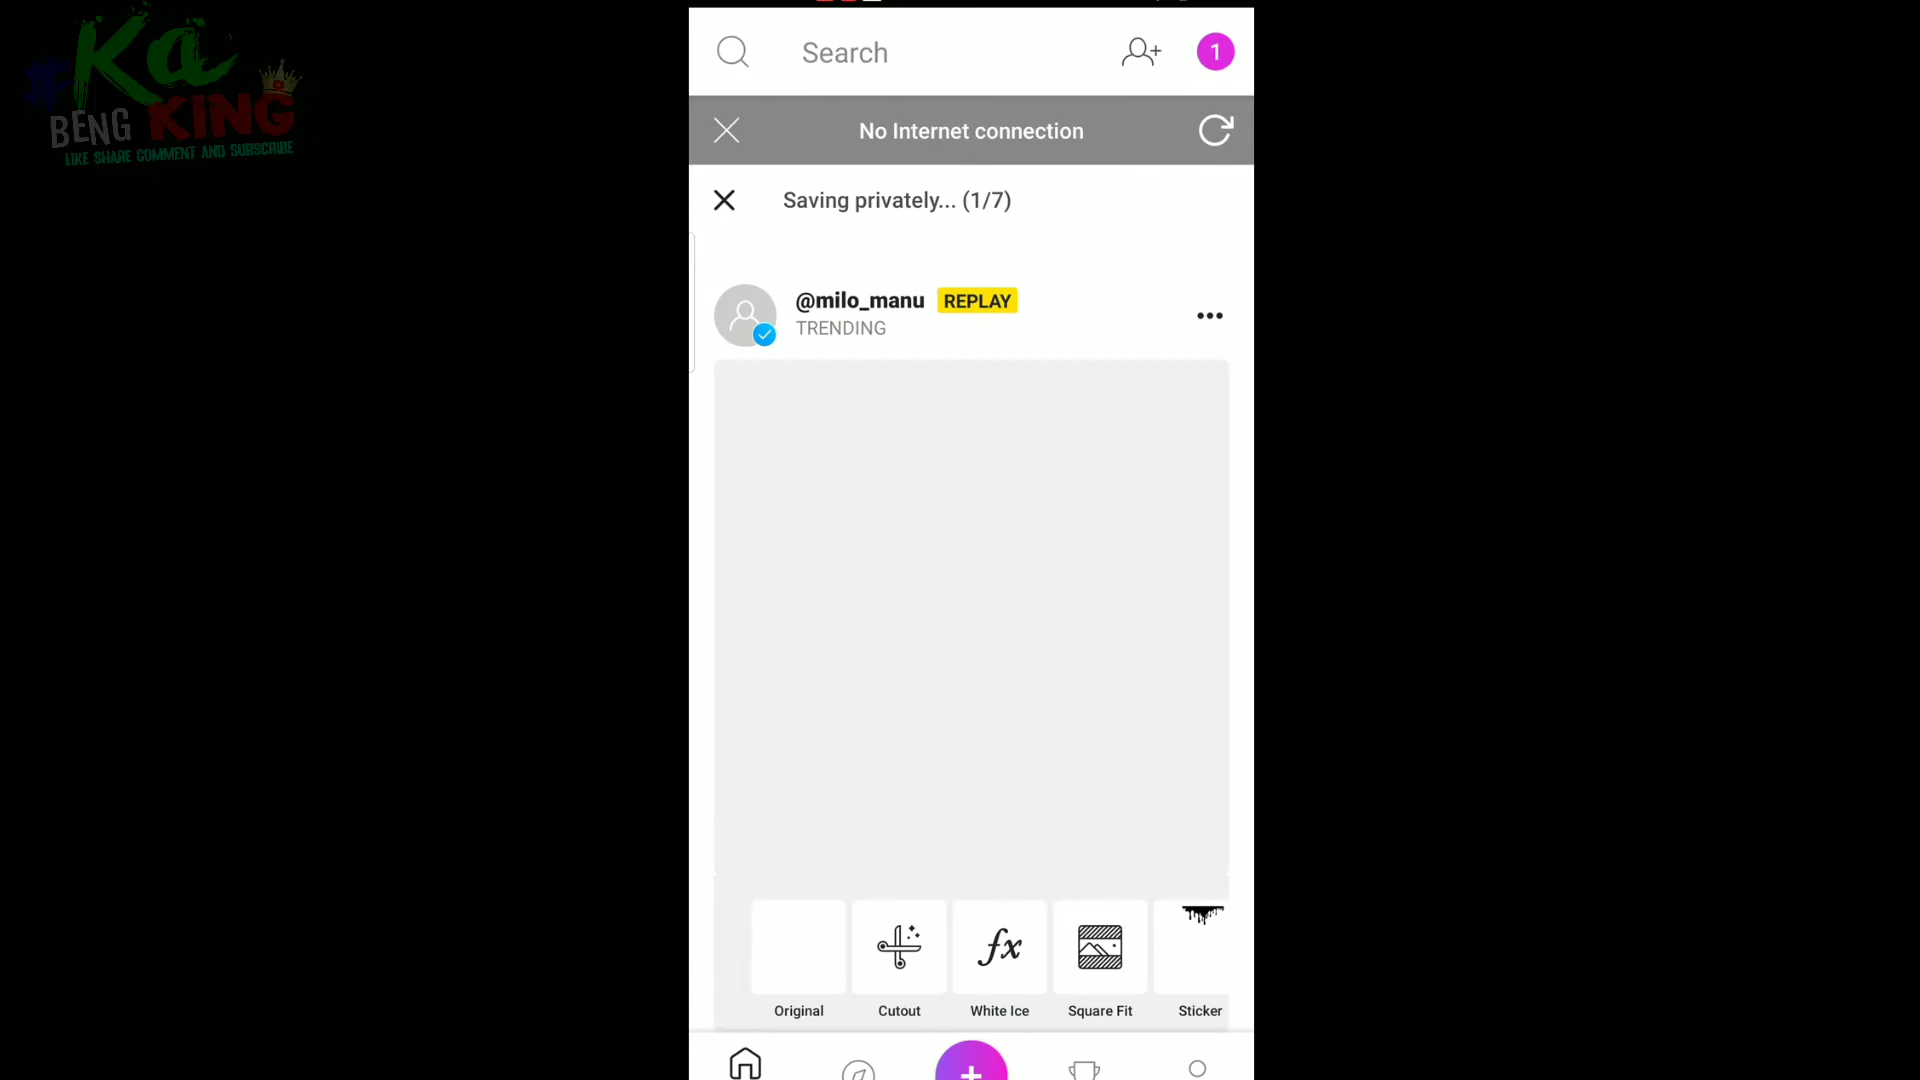 #Ka
BENG KING
LIKE SHARE COMMENT AND SUBSCRIBE
Search
1
No Internet connection
Saving privately... (1/7)
@milo_manu REPLAY
TRENDING
fx
Original Cutout White Ice Square Fit Sticker